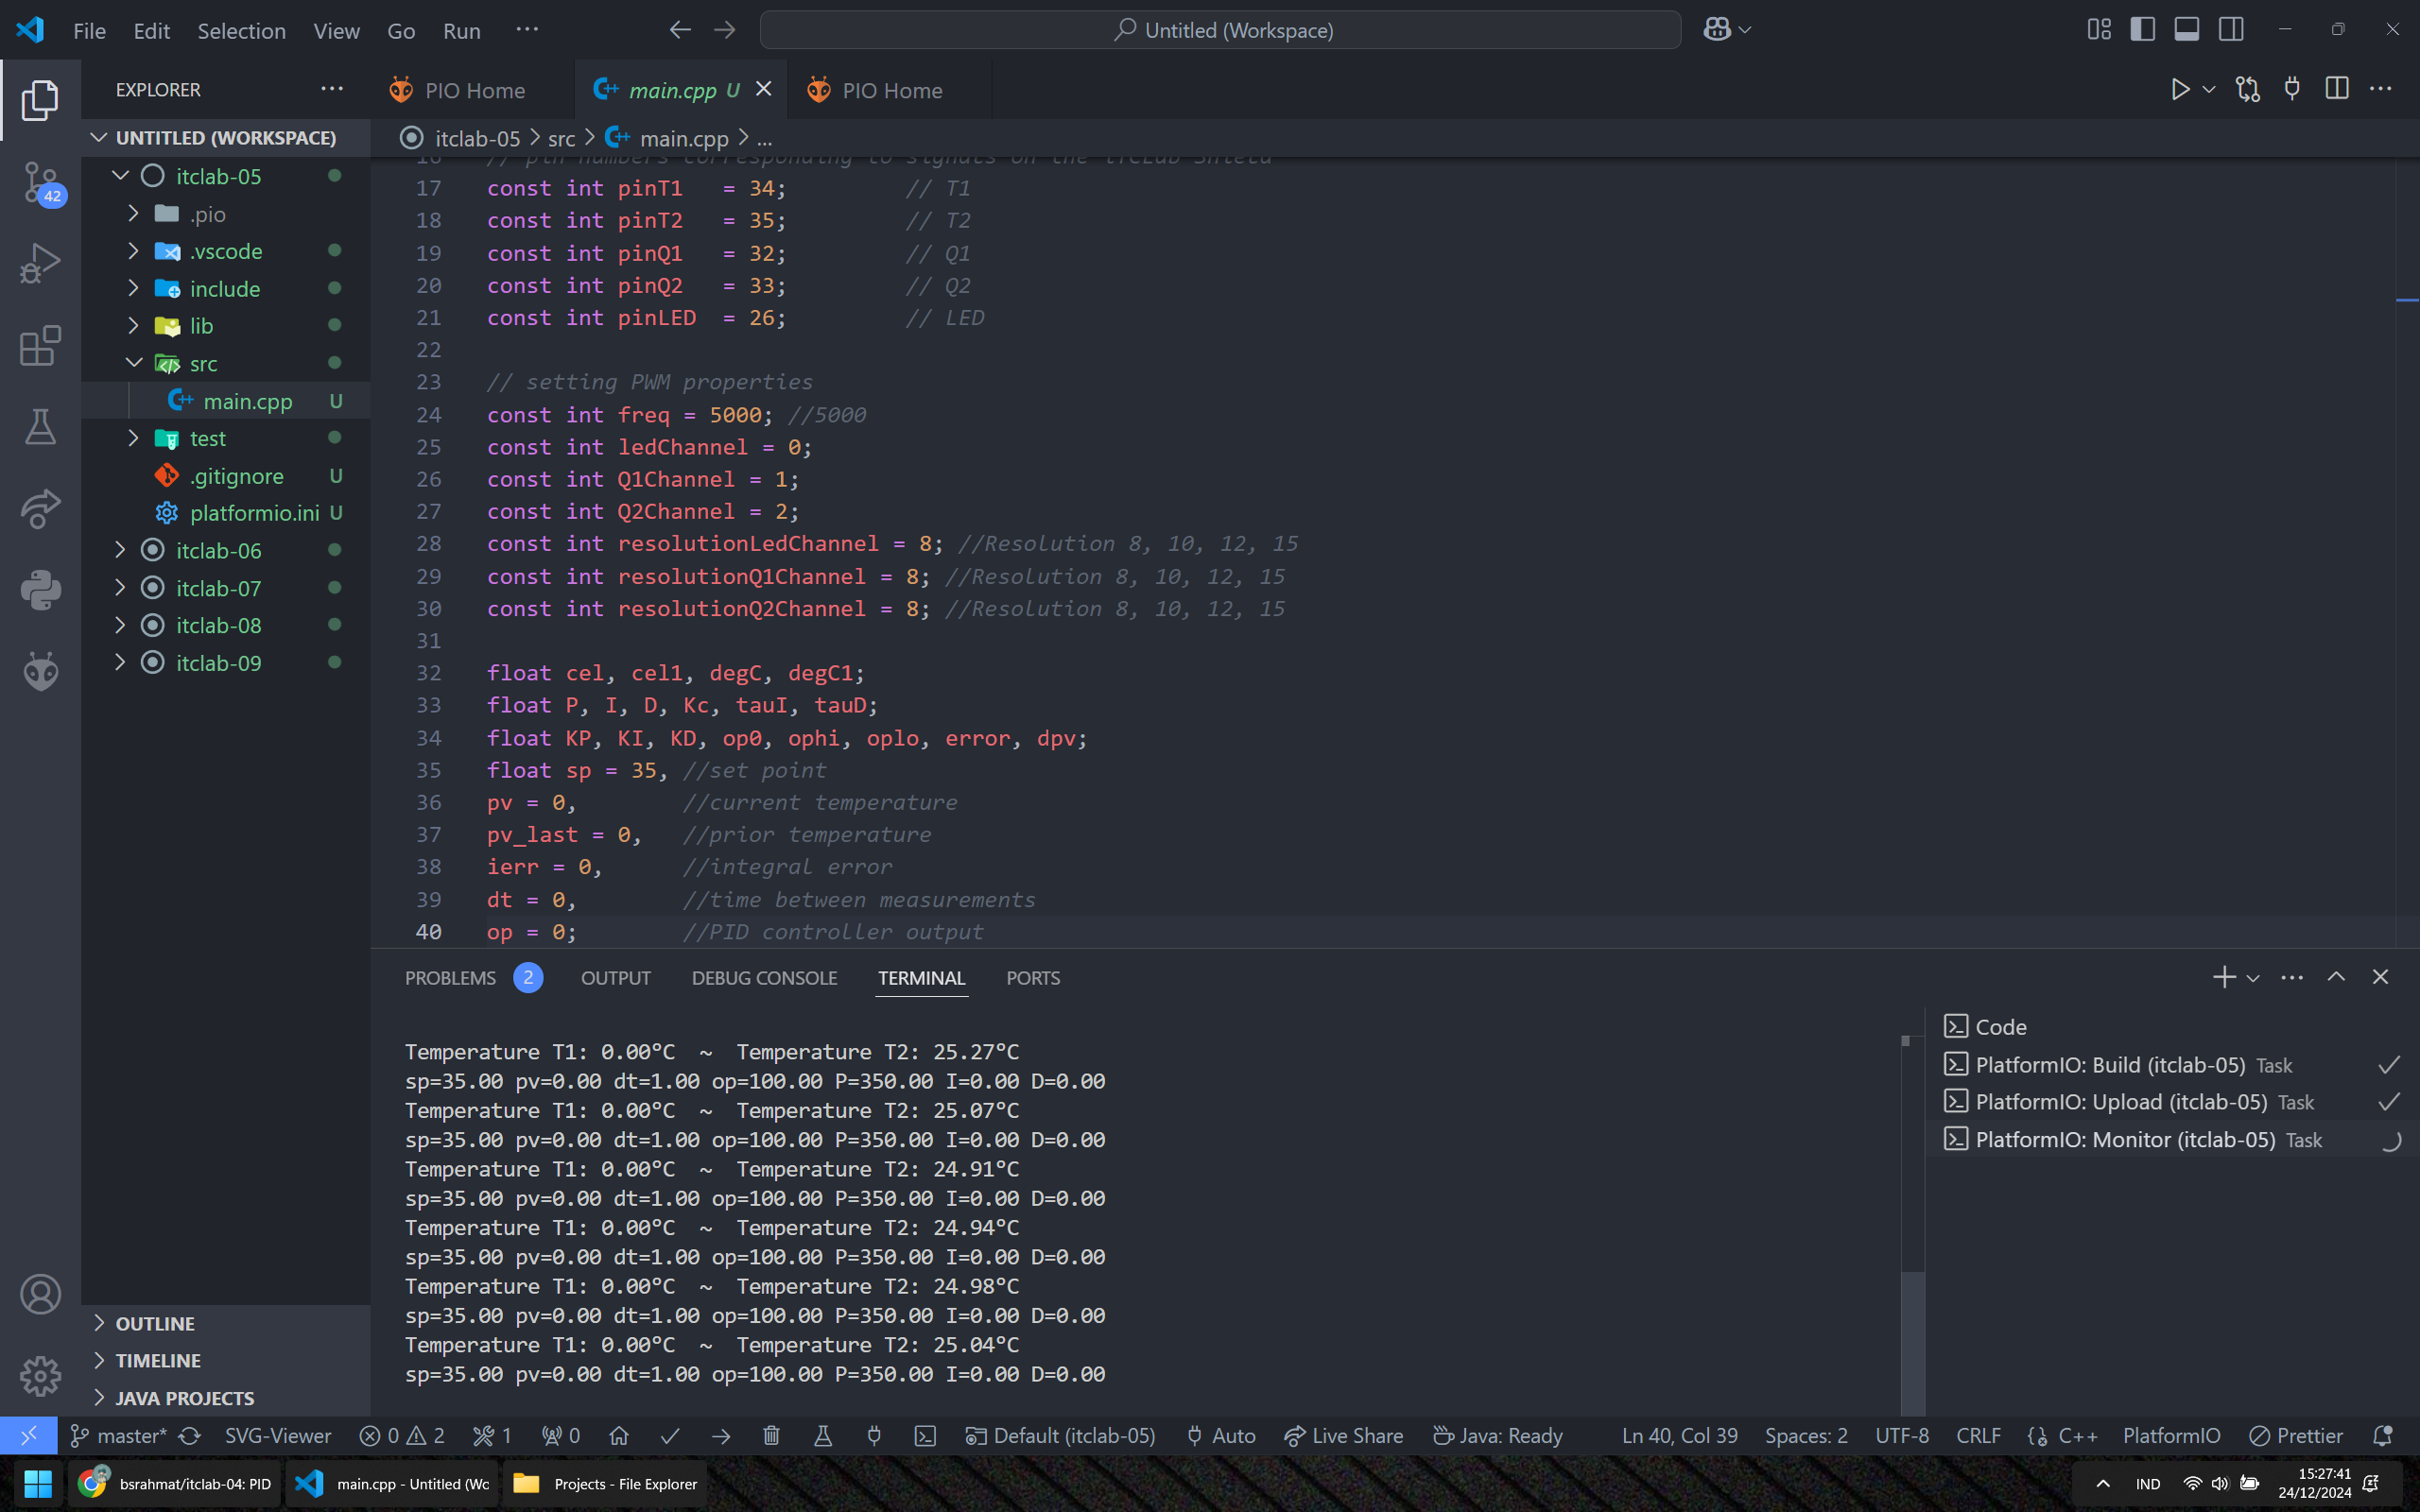 File Edit Selection View Go Run ...
Untitled (Workspace)
EXPLORER
PIO Home
main.cpp U
PIO Home
UNTITLED (WORKSPACE)
itclab-05 > src > main.cpp > ...
itclab-05
.pio
.vscode
include
lib
src
main.cpp U
test
.gitignore U
platformio.ini U
itclab-06
itclab-07
itclab-08
itclab-09
42
OUTLINE
TIMELINE
JAVA PROJECTS
16 // pin numbers corresponding to signals on the iTCLab Shield
17 const int pinT1 = 34; // T1
18 const int pinT2 = 35; // T2
19 const int pinQ1 = 32; // Q1
20 const int pinQ2 = 33; // Q2
21 const int pinLED = 26; // LED
22
23 // setting PWM properties
24 const int freq = 5000; //5000
25 const int ledChannel = 0;
26 const int Q1Channel = 1;
27 const int Q2Channel = 2;
28 const int resolutionLedChannel = 8; //Resolution 8, 10, 12, 15
29 const int resolutionQ1Channel = 8; //Resolution 8, 10, 12, 15
30 const int resolutionQ2Channel = 8; //Resolution 8, 10, 12, 15
31
32 float cel, cel1, degC, degC1;
33 float P, I, D, Kc, tauI, tauD;
34 float KP, KI, KD, op0, ophi, oplo, error, dpv;
35 float sp = 35, //set point
36 pv = 0, //current temperature
37 pv_last = 0, //prior temperature
38 ierr = 0, //integral error
39 dt = 0, //time between measurements
40 op = 0; //PID controller output
PROBLEMS 2 OUTPUT DEBUG CONSOLE TERMINAL PORTS
Temperature T1: 0.00°C ~ Temperature T2: 25.27°C
sp=35.00 pv=0.00 dt=1.00 op=100.00 P=350.00 I=0.00 D=0.00
Temperature T1: 0.00°C ~ Temperature T2: 25.07°C
sp=35.00 pv=0.00 dt=1.00 op=100.00 P=350.00 I=0.00 D=0.00
Temperature T1: 0.00°C ~ Temperature T2: 24.91°C
sp=35.00 pv=0.00 dt=1.00 op=100.00 P=350.00 I=0.00 D=0.00
Temperature T1: 0.00°C ~ Temperature T2: 24.94°C
sp=35.00 pv=0.00 dt=1.00 op=100.00 P=350.00 I=0.00 D=0.00
Temperature T1: 0.00°C ~ Temperature T2: 24.98°C
sp=35.00 pv=0.00 dt=1.00 op=100.00 P=350.00 I=0.00 D=0.00
Temperature T1: 0.00°C ~ Temperature T2: 25.04°C
sp=35.00 pv=0.00 dt=1.00 op=100.00 P=350.00 I=0.00 D=0.00
Code
PlatformIO: Build (itclab-05) Task
PlatformIO: Upload (itclab-05) Task
PlatformIO: Monitor (itclab-05) Task
master* SVG-Viewer 0 2 1 0 Default (itclab-05) Auto Live Share Java: Ready Ln 40, Col 39 Spaces: 2 UTF-8 CRLF C++ PlatformIO Prettier
bsrahmat/itclab-04: PID
main.cpp - Untitled (Wc
Projects - File Explorer
IND
15:27:41
24/12/2024